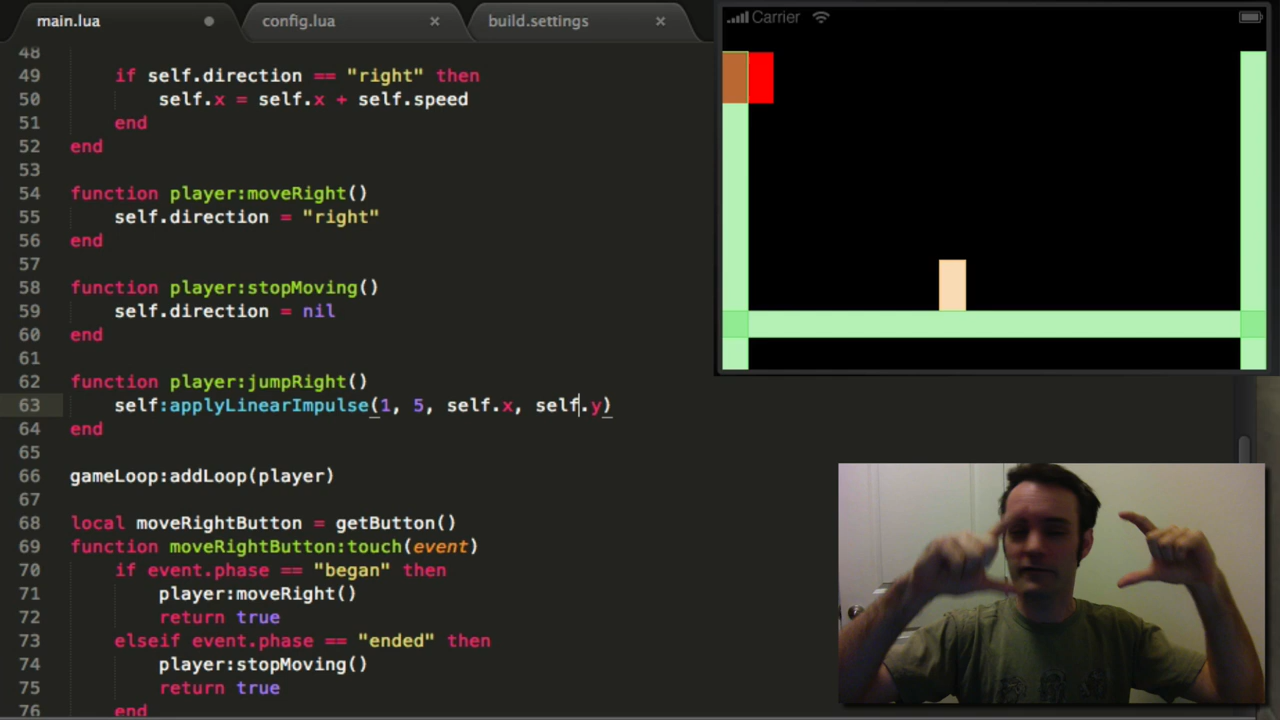 main.lua
config.lua ×
build.settings ×
Carrier
48
49 if self.direction == "right" then
50 self.x = self.x + self.speed
51 end
52 end
53
54 function player:moveRight()
55 self.direction = "right"
56 end
57
58 function player:stopMoving()
59 self.direction = nil
60 end
61
62 function player:jumpRight()
63 self:applyLinearImpulse(1, 5, self.x, self.y)
64 end
65
66 gameLoop:addLoop(player)
67
68 local moveRightButton = getButton()
69 function moveRightButton:touch(event)
70 if event.phase == "began" then
71 player:moveRight()
72 return true
73 elseif event.phase == "ended" then
74 player:stopMoving()
75 return true
76 end